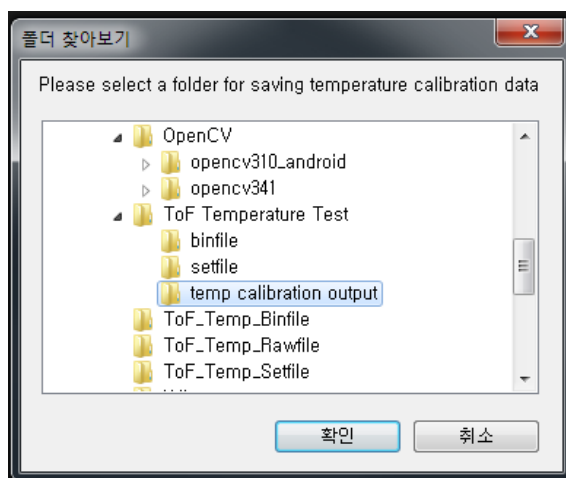 폴더 찾아보기
Please select a folder for saving temperature calibration data
OpenCV
opencv310_android
opencv341
ToF Temperature Test
binfile
setfile
temp calibration output
ToF_Temp_Binfile
ToF_Temp_Rawfile
ToF_Temp_Setfile
확인
취소